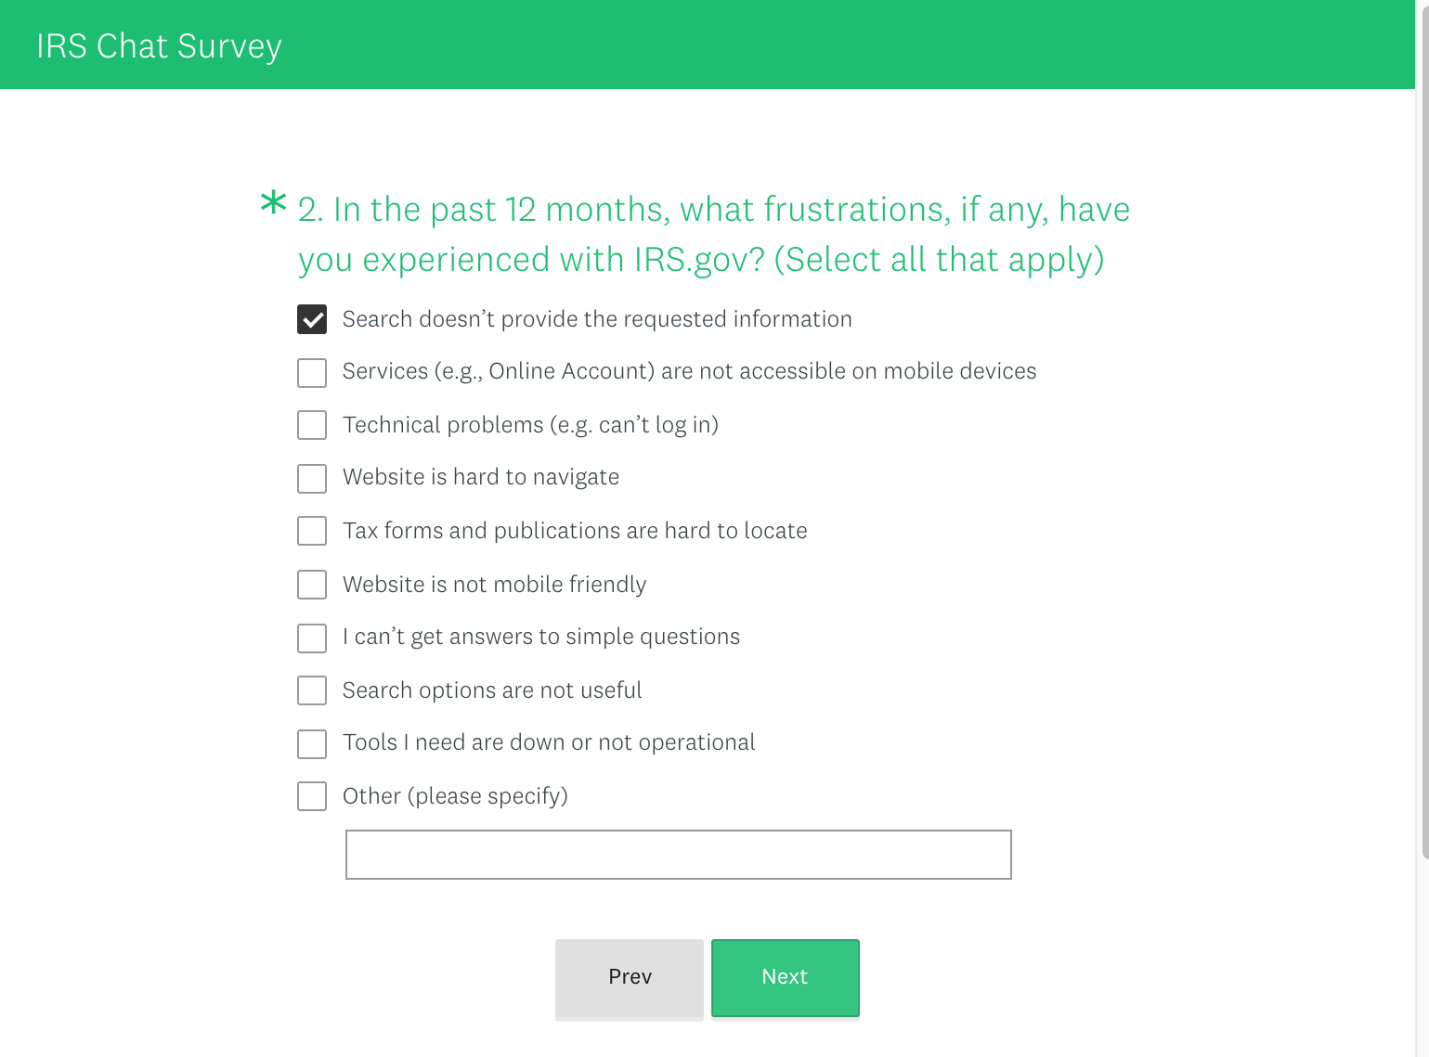 IRS Chat Survey
* 2. In the past 12 months, what frustrations, if any, have
you experienced with IRS.gov? (Select all that apply)
Search doesn’t provide the requested information
Services (e.g., Online Account) are not accessible on mobile devices
Technical problems (e.g. can’t log in)
Website is hard to navigate
Tax forms and publications are hard to locate
Website is not mobile friendly
I can’t get answers to simple questions
Search options are not useful
Tools I need are down or not operational
Other (please specify)
Prev
Next